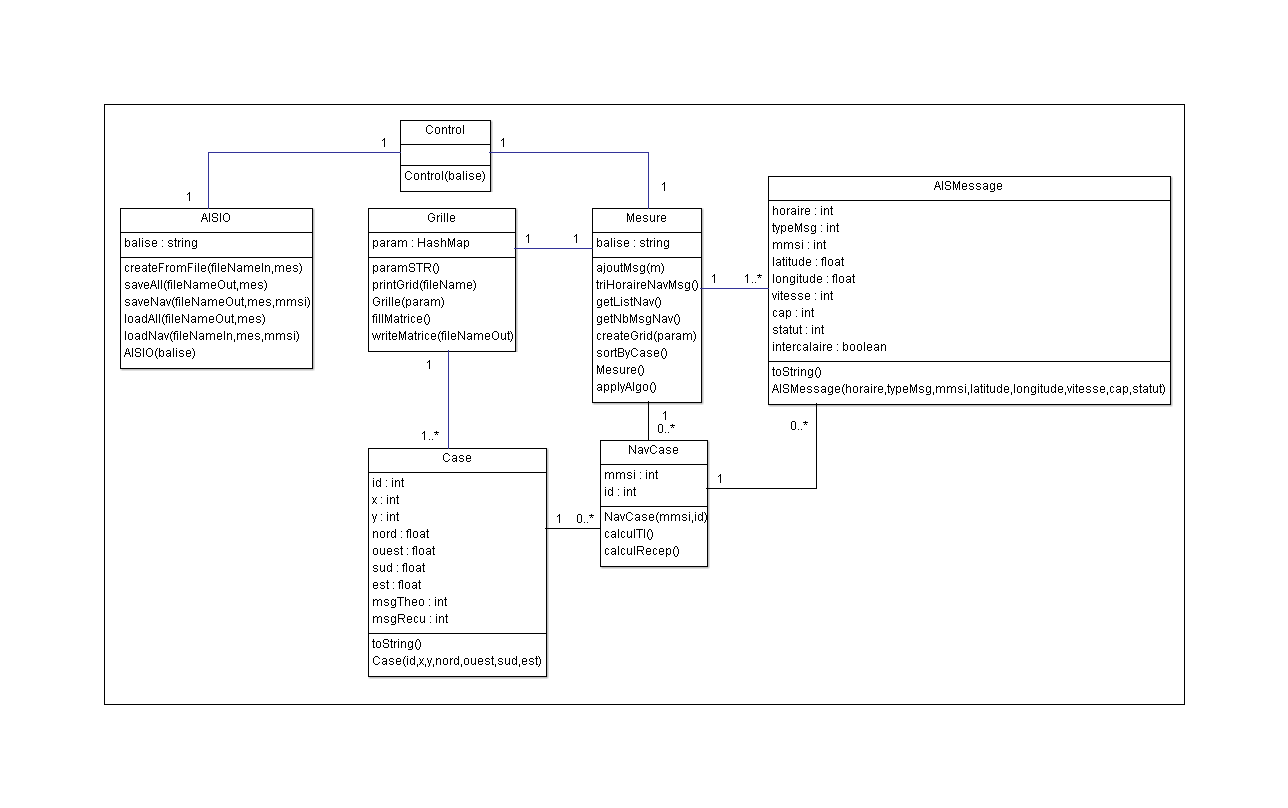 Control
1
1
Control(balise)
1
1
AISIO
balise : string
createFromFile(fileNameIn,mes)
saveAll(fileNameOut,mes)
saveNav(fileNameOut,mes,mmsi)
loadAll(fileNameOut,mes)
loadNav(fileNameIn,mes,mmsi)
AISIO(balise)
Grille
param : HashMap
paramSTR()
printGrid(fileName)
Grille(param)
fillMatrice()
writeMatrice(fileNameOut)
1
1
Mesure
balise : string
ajoutMsg(m)
triHoraireNavMsg()
getListNav()
getNbMsgNav()
createGrid(param)
sortByCase()
Mesure()
applyAlgo()
1
1..*
AISMessage
horaire : int
typeMsg : int
mmsi : int
latitude : float
longitude : float
vitesse : int
cap : int
statut : int
intercalaire : boolean
toString()
AISMessage(horaire,typeMsg,mmsi,latitude,longitude,vitesse,cap,statut)
1
1..*
1
0..*
0..*
Case
id : int
x : int
y : int
nord : float
ouest : float
sud : float
est : float
msgTheo : int
msgRecu : int
toString()
Case(id,x,y,nord,ouest,sud,est)
1
0..*
NavCase
mmsi : int
id : int
NavCase(mmsi,id)
calculTI()
calculRecep()
1